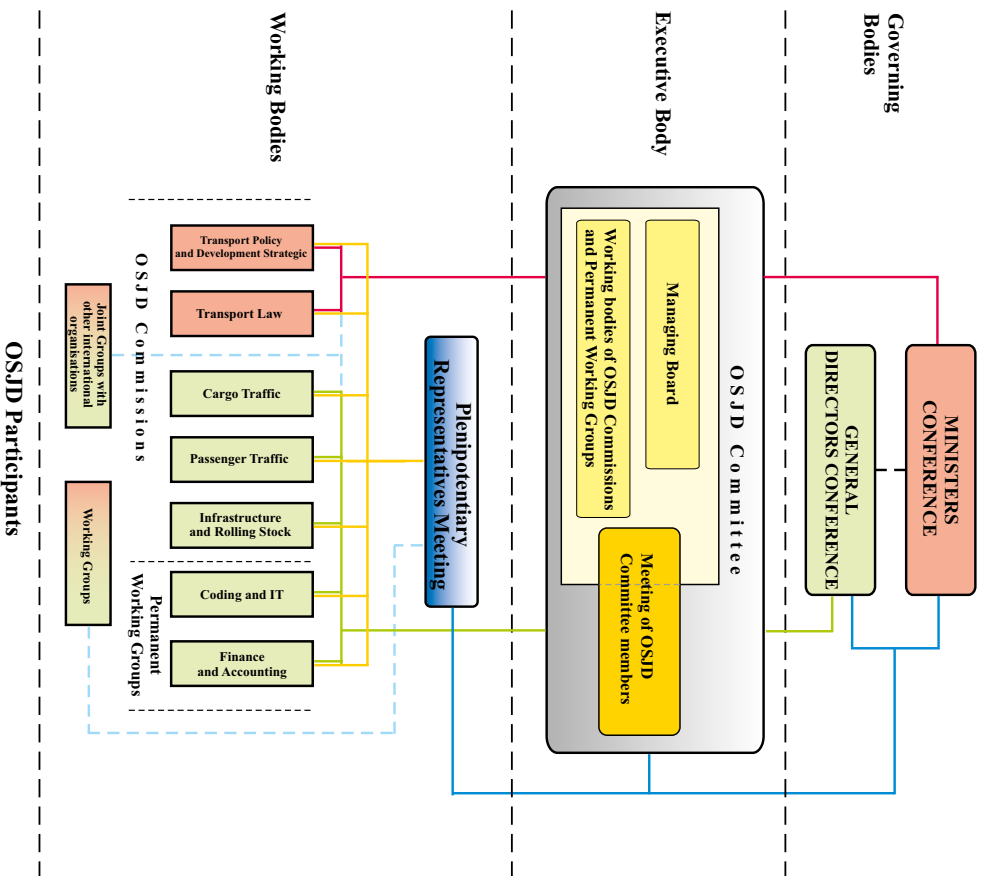 Governing
Bodies
MINISTERS
CONFERENCE
GENERAL
DIRECTORS CONFERENCE
Executive Body
OSJD Committee
Managing Board
Working bodies of OSJD Commissions
and Permanent Working Groups
Meeting of OSJD
Committee members
Working Bodies
Plenipotentiary
Representatives Meeting
Transport Policy
and Development Strategic
Transport Law
Cargo Traffic
Passenger Traffic
Infrastructure
and Rolling Stock
Coding and IT
Finance
and Accounting
OSJD Commissions
Permanent
Working Groups
Joint Groups with
other international
organisations
Working Groups
OSJD Participants